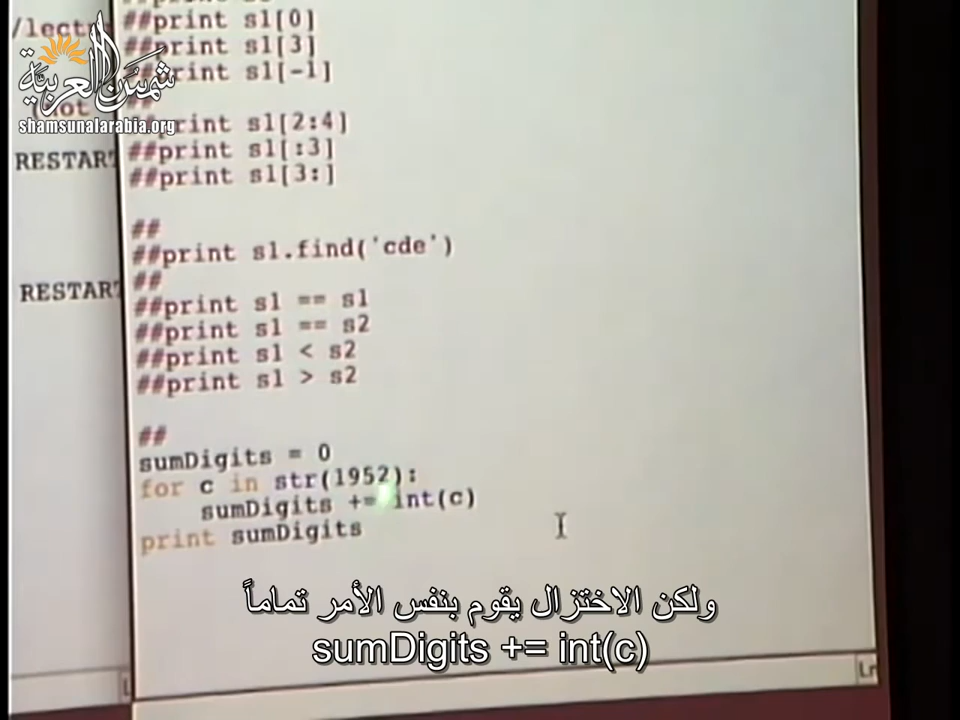 ##print s1[0]
##print s1[3]
##print s1[-1]
##
##print s1[2:4]
##print s1[:3]
##print s1[3:]
##
##print s1.find('cde')
##
##print s1 == s1
##print s1 == s2
##print s1 < s2
##print s1 > s2
##
sumDigits = 0
for c in str(1952):
sumDigits += int(c)
print sumDigits
/lectr
شمس العربية
shamsunalarabia.org
RESTART
RESTART
ولكن الاختزال يقوم بنفس الأمر تماماً
sumDigits += int(c)